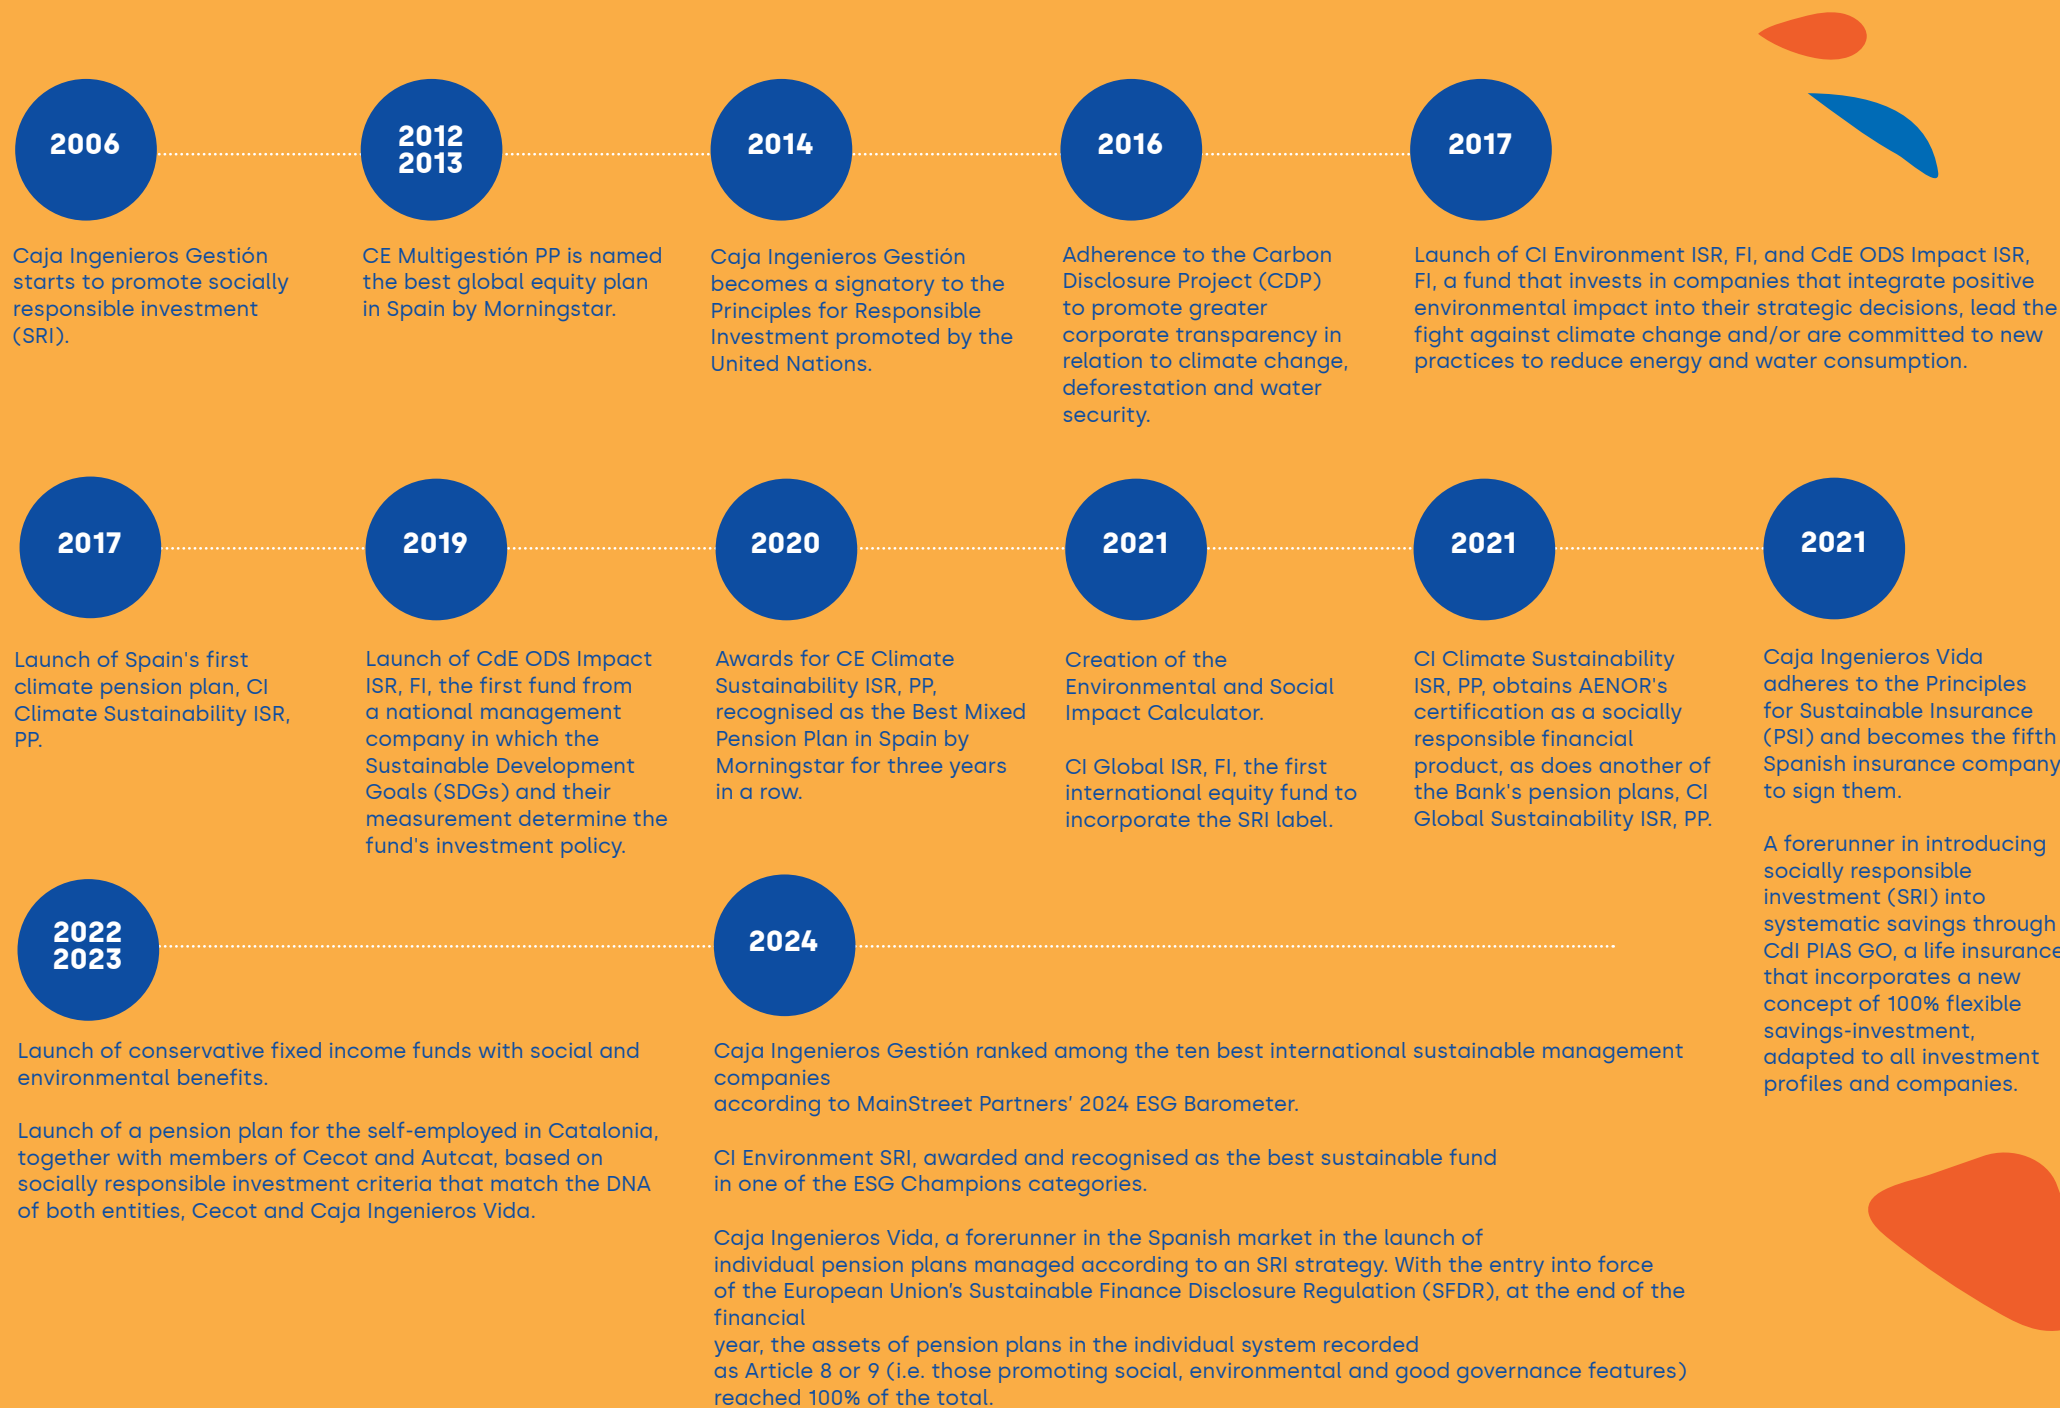 2006
Caja Ingenieros Gestión
starts to promote socially
responsible investment
(SRI).
2012
2013
CE Multigestión PP is named
the best global equity plan
in Spain by Morningstar.
2014
Caja Ingenieros Gestión
becomes a signatory to the
Principles for Responsible
Investment promoted by the
United Nations.
2016
Adherence to the Carbon
Disclosure Project (CDP)
to promote greater
corporate transparency in
relation to climate change,
deforestation and water
security.
2017
Launch of CI Environment ISR, FI, and CdE ODS Impact ISR,
FI, a fund that invests in companies that integrate positive
environmental impact into their strategic decisions, lead the
fight against climate change and/or are committed to new
practices to reduce energy and water consumption.
2017
Launch of Spain's first
climate pension plan, CI
Climate Sustainability ISR,
PP.
2019
Launch of CdE ODS Impact
ISR, FI, the first fund from
a national management
company in which the
Sustainable Development
Goals (SDGs) and their
measurement determine the
fund's investment policy.
2020
Awards for CE Climate
Sustainability ISR, PP,
recognised as the Best Mixed
Pension Plan in Spain by
Morningstar for three years
in a row.
2021
Creation of the
Environmental and Social
Impact Calculator.
CI Global ISR, FI, the first
international equity fund to
incorporate the SRI label.
2021
CI Climate Sustainability
ISR, PP, obtains AENOR's
certification as a socially
responsible financial
product, as does another of
the Bank's pension plans, CI
Global Sustainability ISR, PP.
2021
Caja Ingenieros Vida
adheres to the Principles
for Sustainable Insurance
(PSI) and becomes the fifth
Spanish insurance company
to sign them.
A forerunner in introducing
socially responsible
investment (SRI) into
systematic savings through
CdI PIAS GO, a life insurance
that incorporates a new
concept of 100% flexible
savings-investment,
adapted to all investment
profiles and companies.
2022
2023
Launch of conservative fixed income funds with social and
environmental benefits.
Launch of a pension plan for the self-employed in Catalonia,
together with members of Cecot and Autcat, based on
socially responsible investment criteria that match the DNA
of both entities, Cecot and Caja Ingenieros Vida.
2024
Caja Ingenieros Gestión ranked among the ten best international sustainable management
companies
according to MainStreet Partners’ 2024 ESG Barometer.
CI Environment SRI, awarded and recognised as the best sustainable fund
in one of the ESG Champions categories.
Caja Ingenieros Vida, a forerunner in the Spanish market in the launch of
individual pension plans managed according to an SRI strategy. With the entry into force
of the European Union’s Sustainable Finance Disclosure Regulation (SFDR), at the end of the
financial
year, the assets of pension plans in the individual system recorded
as Article 8 or 9 (i.e. those promoting social, environmental and good governance features)
reached 100% of the total.